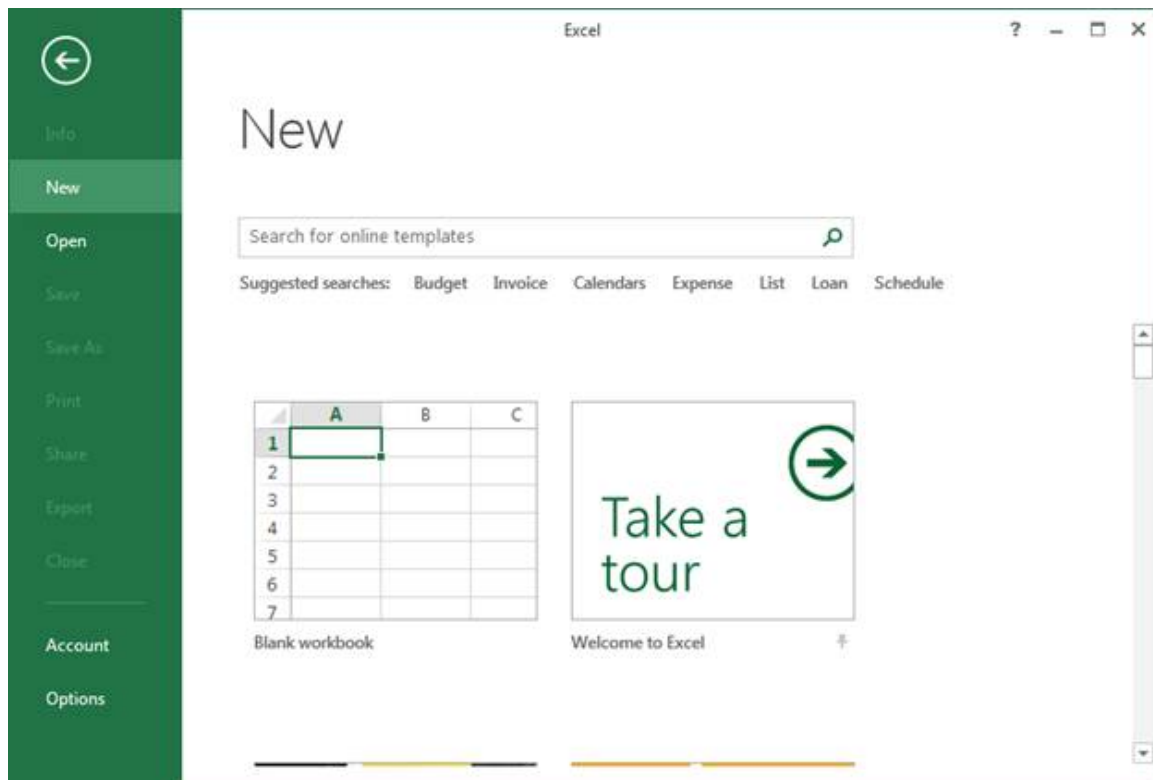 Excel
?
Info
New
Open
Save
Save As
Print
Share
Export
Close
Account
Options
New
Search for online templates
Suggested searches: Budget Invoice Calendars Expense List Loan Schedule
A B C
1
2
3
4
5
6
7
Blank workbook
Take a
tour
Welcome to Excel